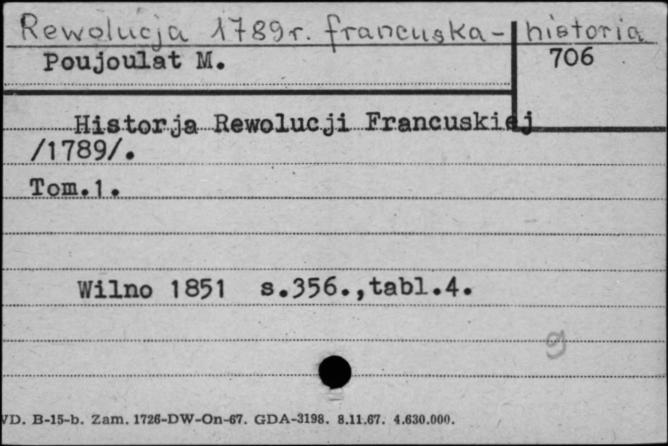 Rewolucja 1789r. francuska - historia
Poujoulat M. 706
Historja Rewolucji Francuskiej
/1789/.
Tom.1.
Wilno 1851 s.356.,tabl.4.
g
VD. B-15-b. Zam. 1726-DW-On-67. GDA-3198. 8.11.67. 4.630.000.